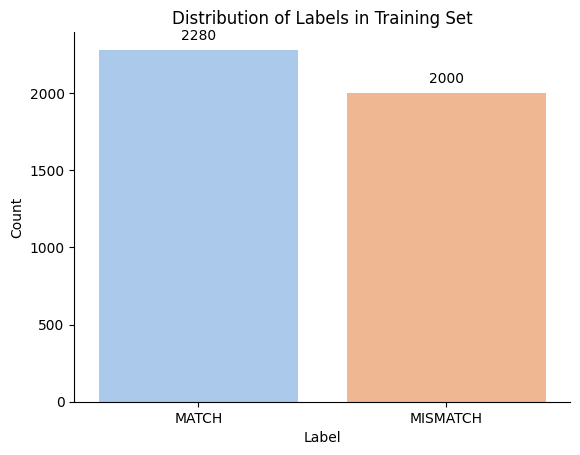 Distribution of Labels in Training Set
2280
2000
2000
1500
1000
500
0
Count
MATCH
MISMATCH
Label